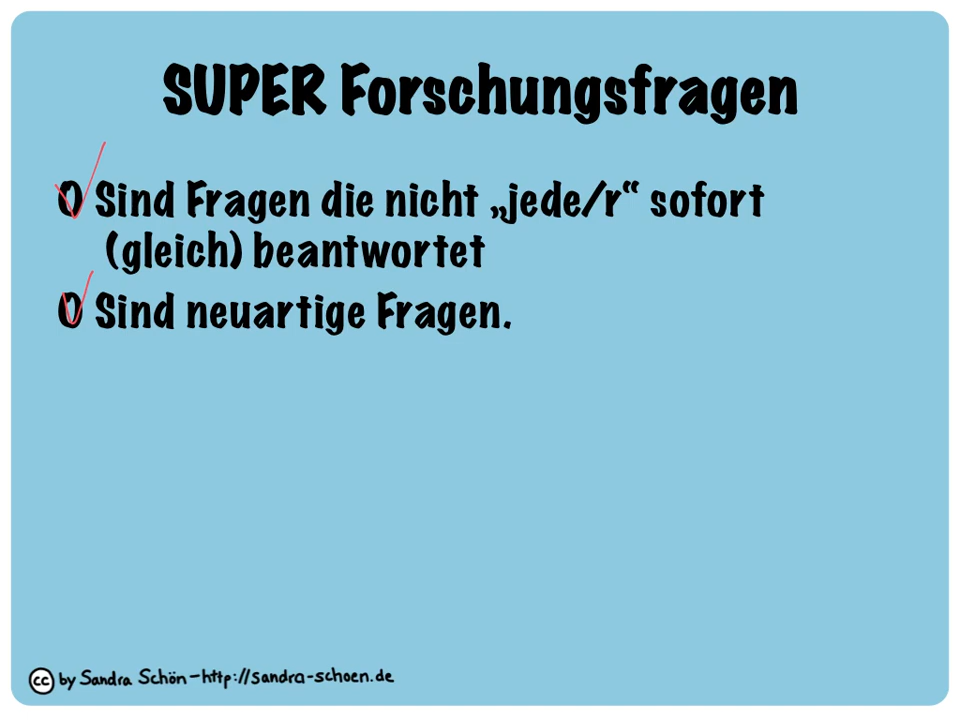 SUPER Forschungsfragen
O Sind Fragen die nicht „jede/r“ sofort
(gleich) beantwortet
O Sind neuartige Fragen.
cc by Sandra Schön – http://sandra-schoen.de